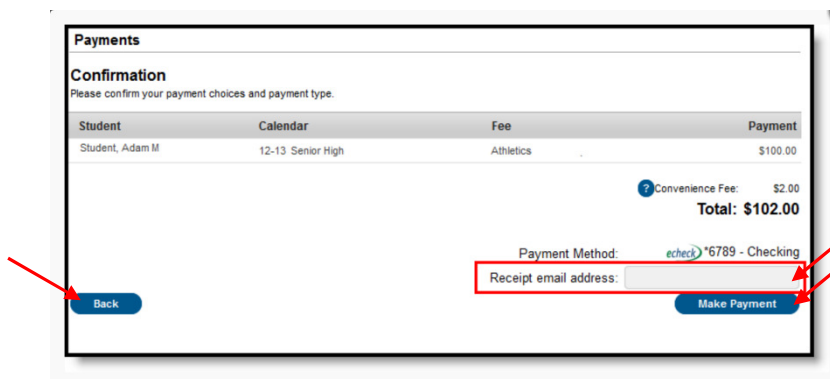 Payments
Confirmation
Please confirm your payment choices and payment type.
Student Calendar Fee Payment
Student, Adam M 12-13 Senior High Athletics $100.00
? Convenience Fee: $2.00
Total: $102.00
Payment Method: echeck *6789 - Checking
Receipt email address:
Back Make Payment